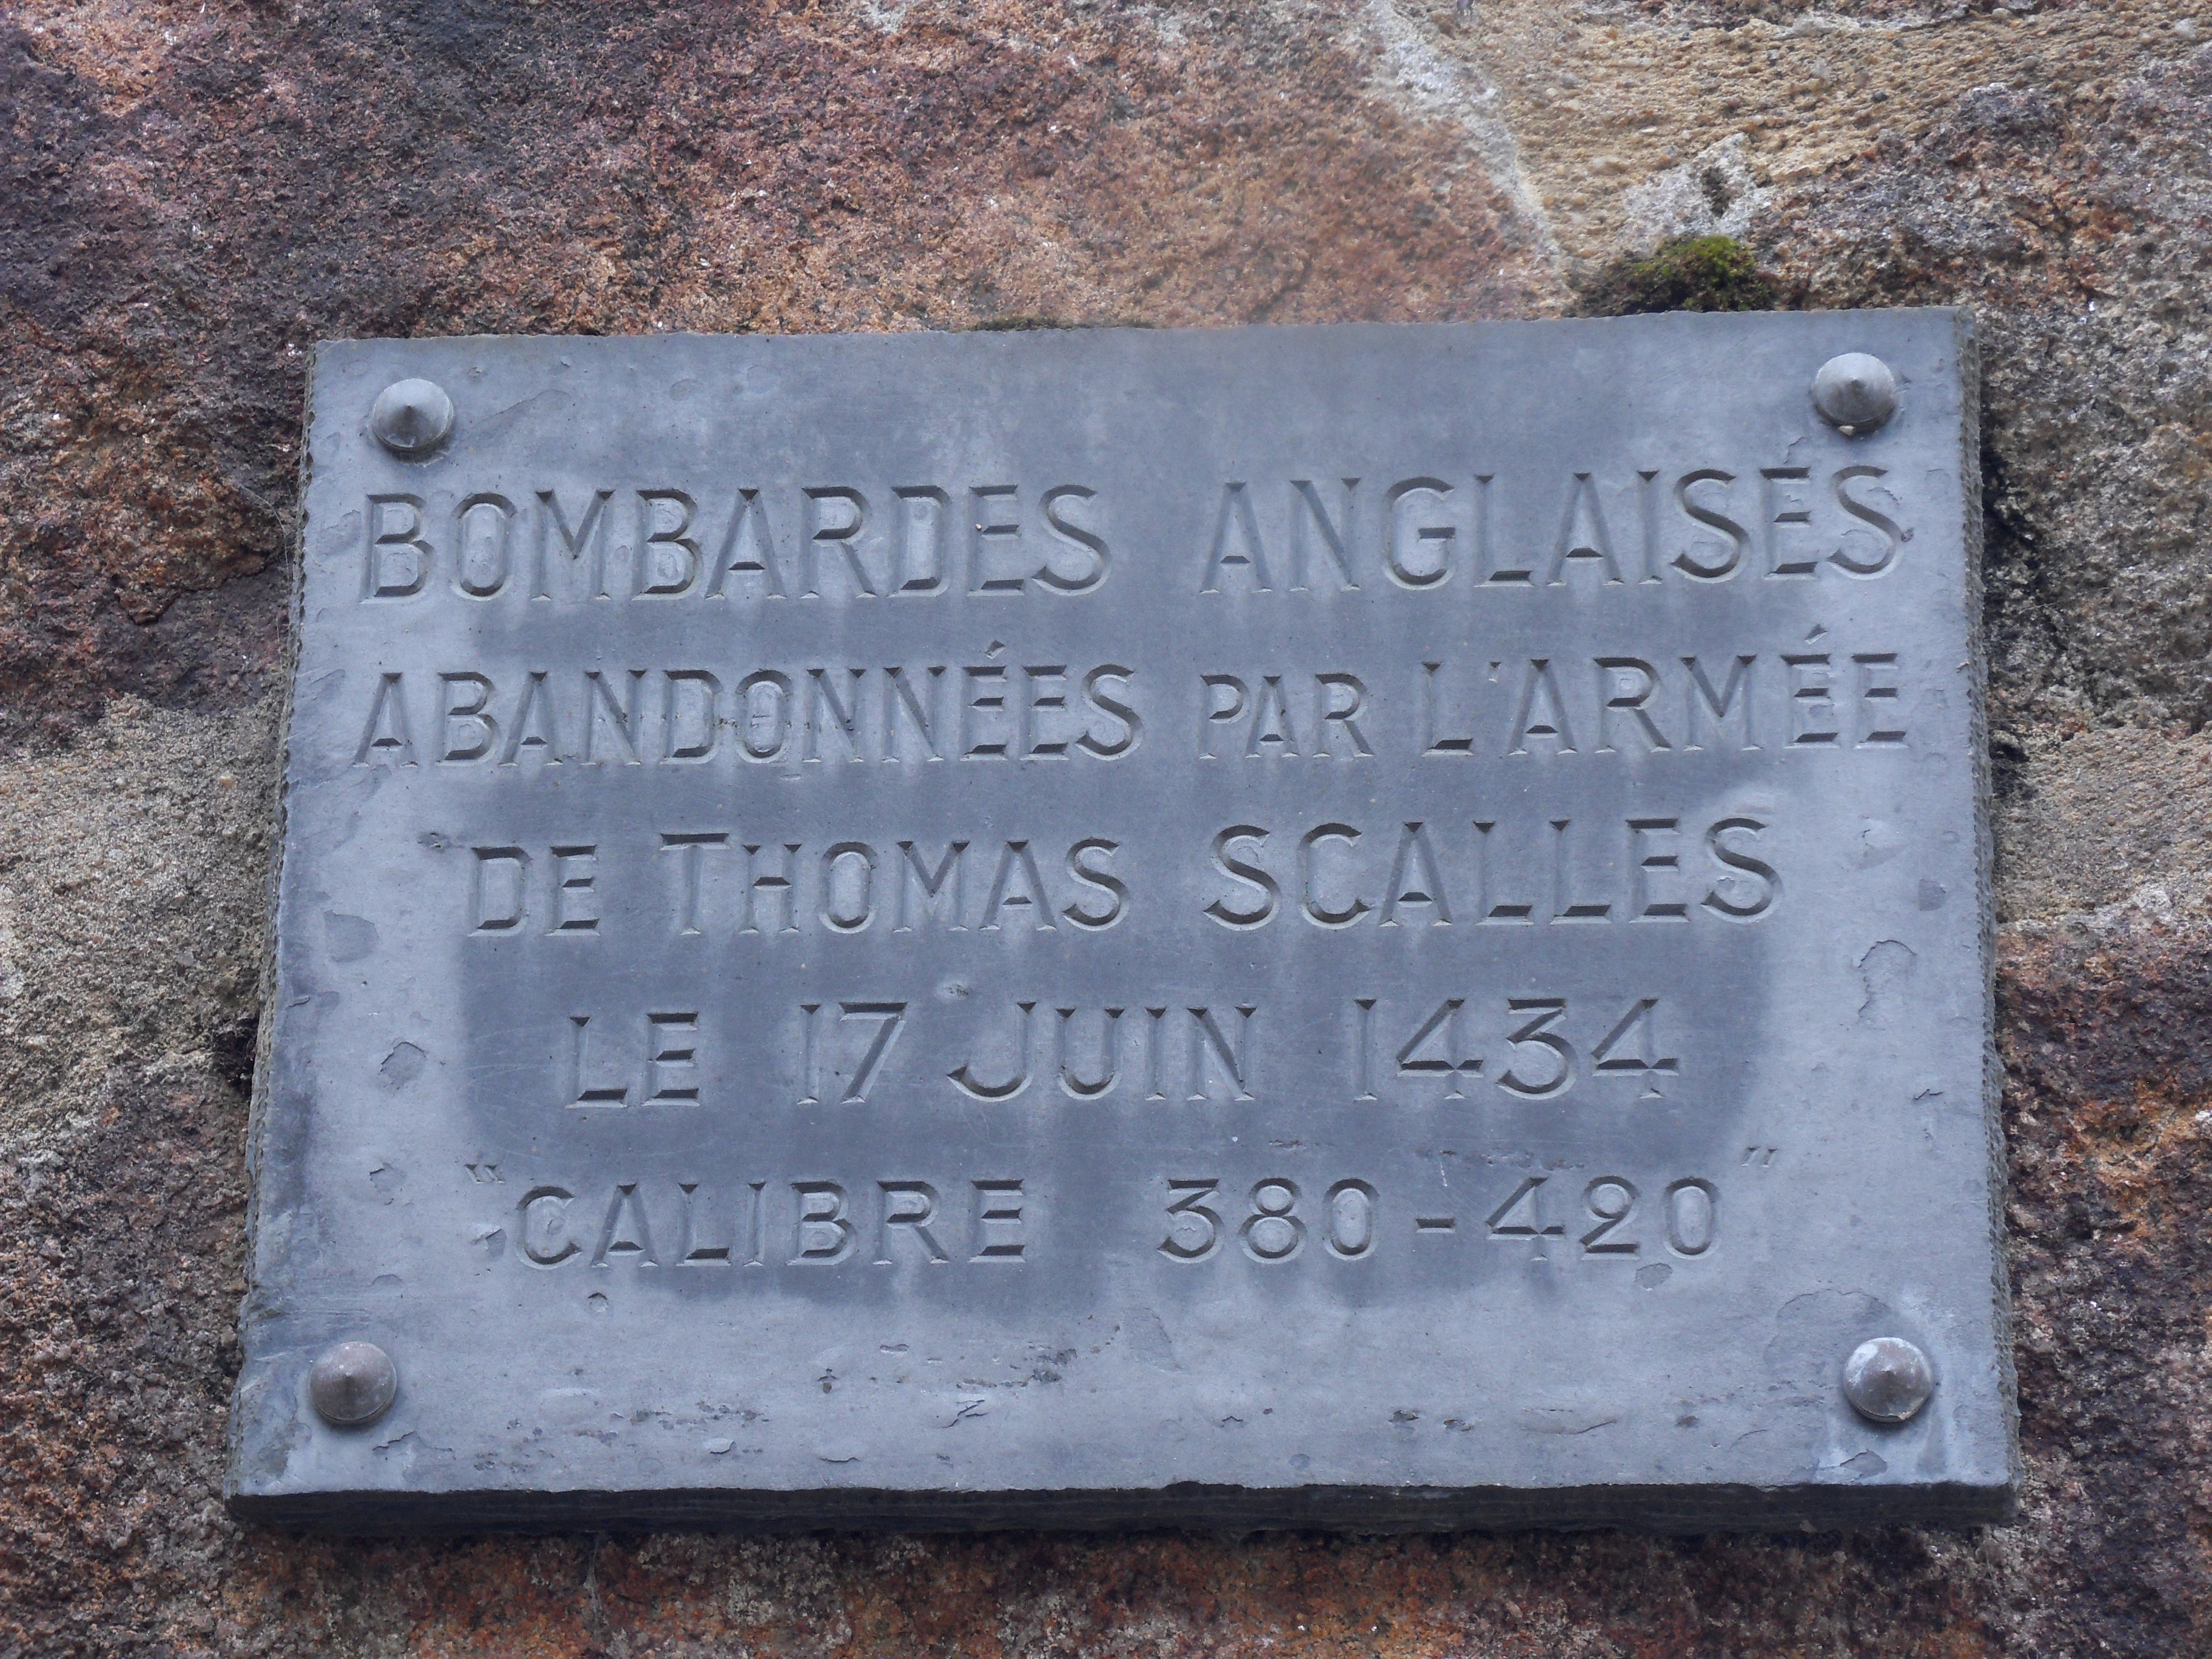 BOMBARDES ANGLAISES
ABANDONNÉES PAR L'ARMÉE
DE THOMAS SCALLES
LE 17 JUIN 1434
"CALIBRE 380-420"